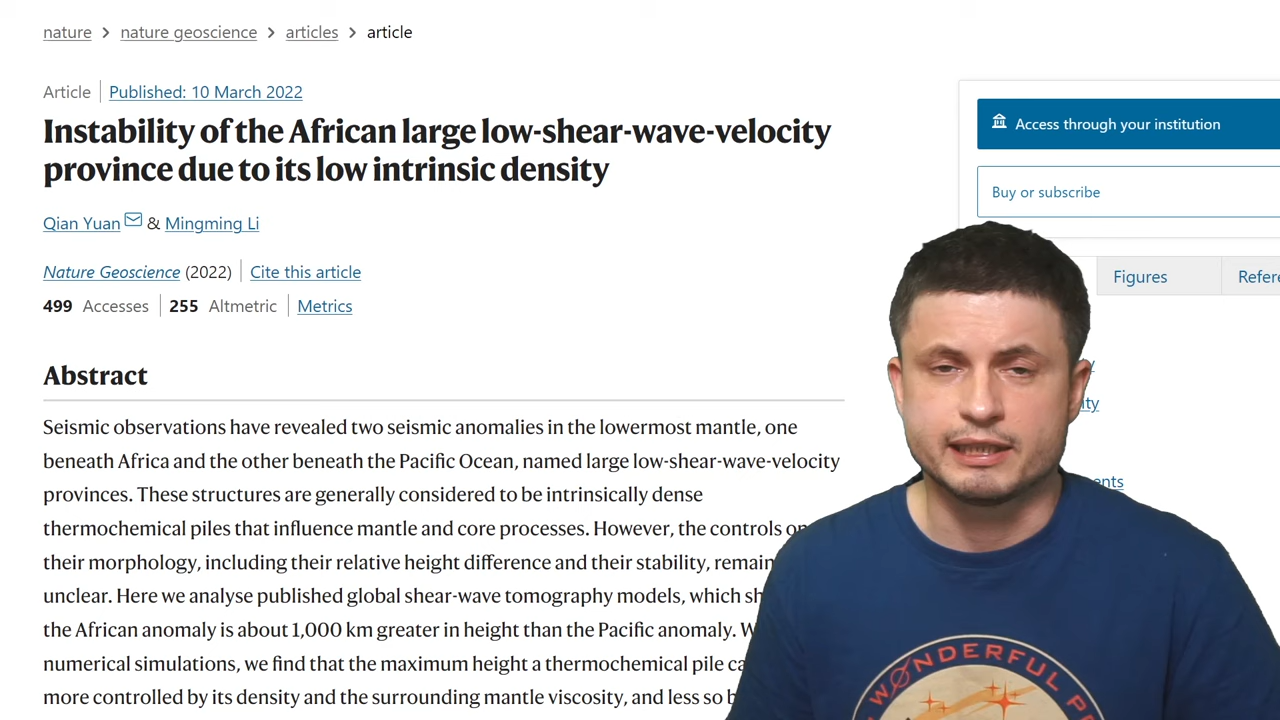 nature > nature geoscience > articles > article
Article | Published: 10 March 2022
Instability of the African large low-shear-wave-velocity
province due to its low intrinsic density
Qian Yuan & Mingming Li
Nature Geoscience (2022) | Cite this article
499 Accesses | 255 Altmetric | Metrics
Abstract
Seismic observations have revealed two seismic anomalies in the lowermost mantle, one
beneath Africa and the other beneath the Pacific Ocean, named large low-shear-wave-velocity
provinces. These structures are generally considered to be intrinsically dense
thermochemical piles that influence mantle and core processes. However, the controls on
their morphology, including their relative height difference and their stability, remain
unclear. Here we analyse published global shear-wave tomography models, which
the African anomaly is about 1,000 km greater in height than the Pacific anomaly.
numerical simulations, we find that the maximum height a thermochemical pile
more controlled by its density and the surrounding mantle viscosity, and less so
Access through your institution
Buy or subscribe
Figures
WONDERFUL